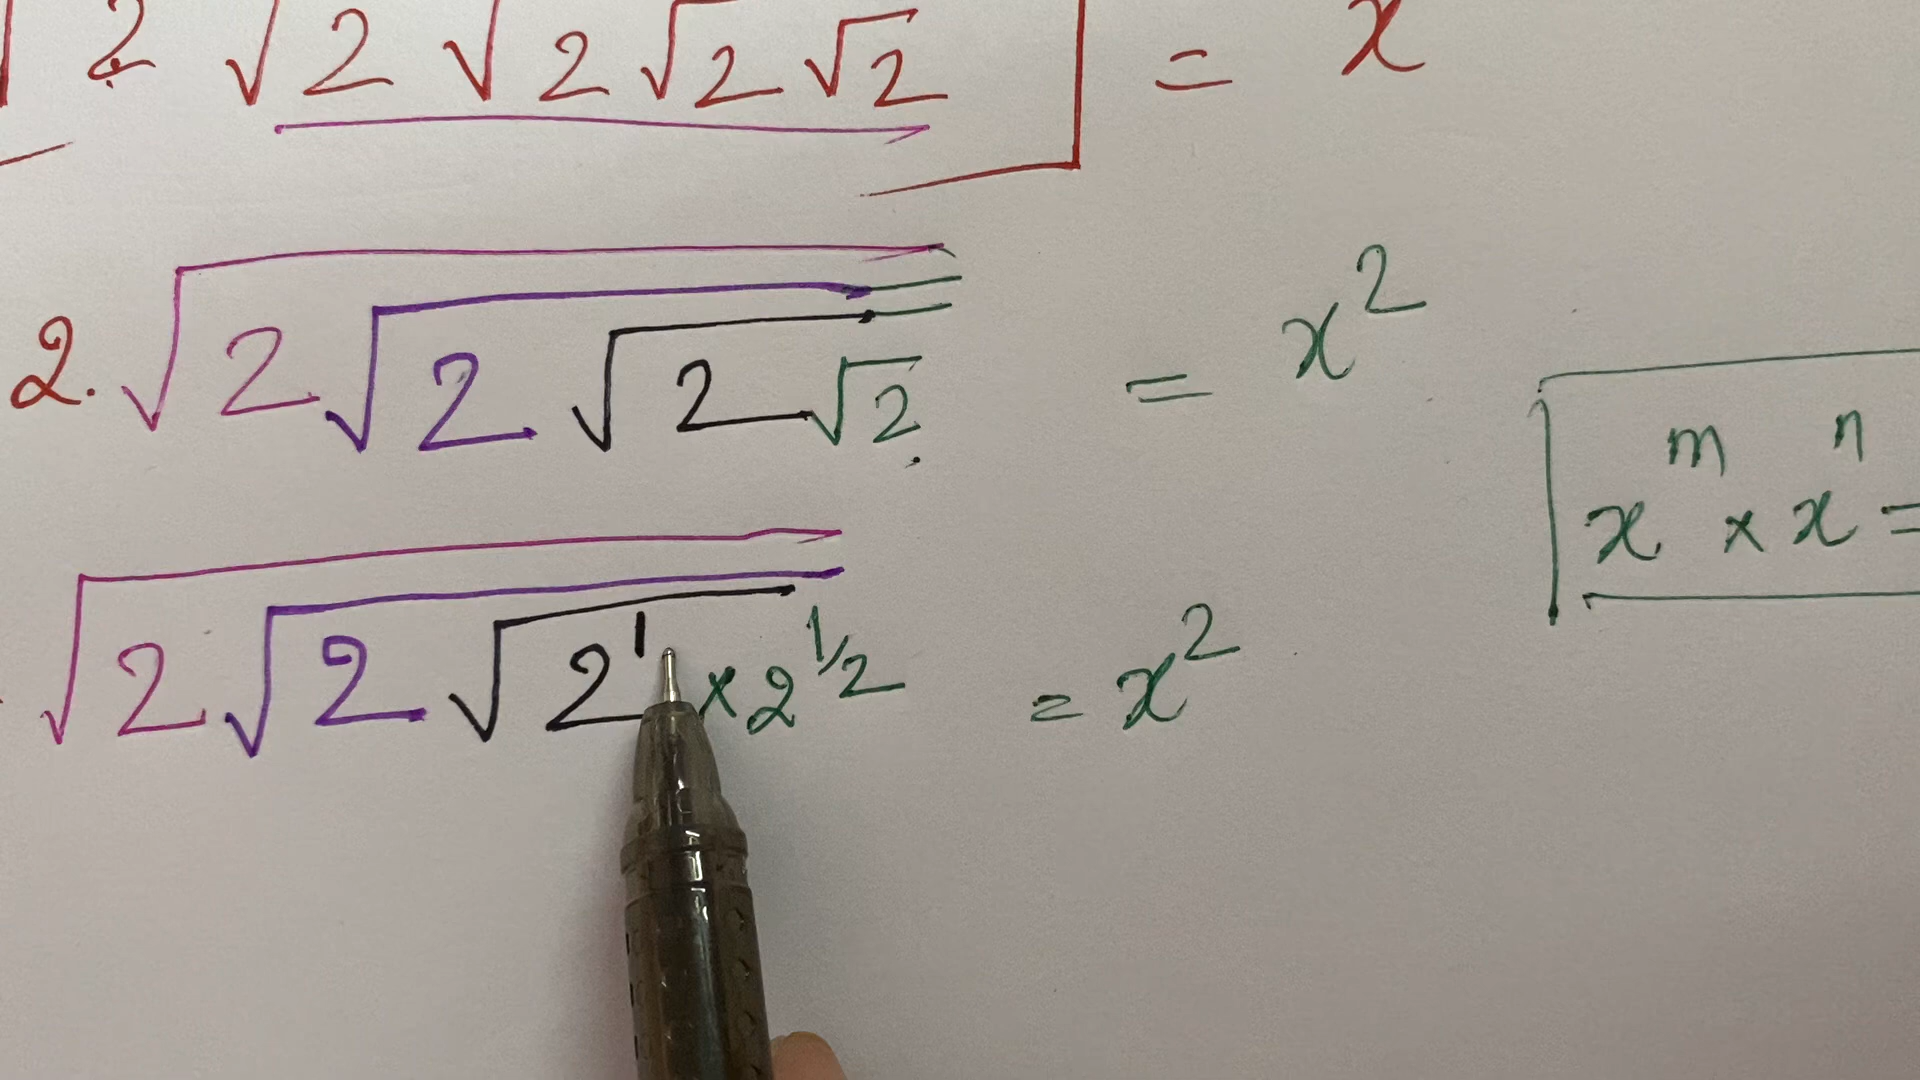 2 √2 √2 √2 √2 = x
2. √2 √2 √2 √2 = x²
x^m × x^n =
√2 √2 √2¹ × 2^1/2 = x²